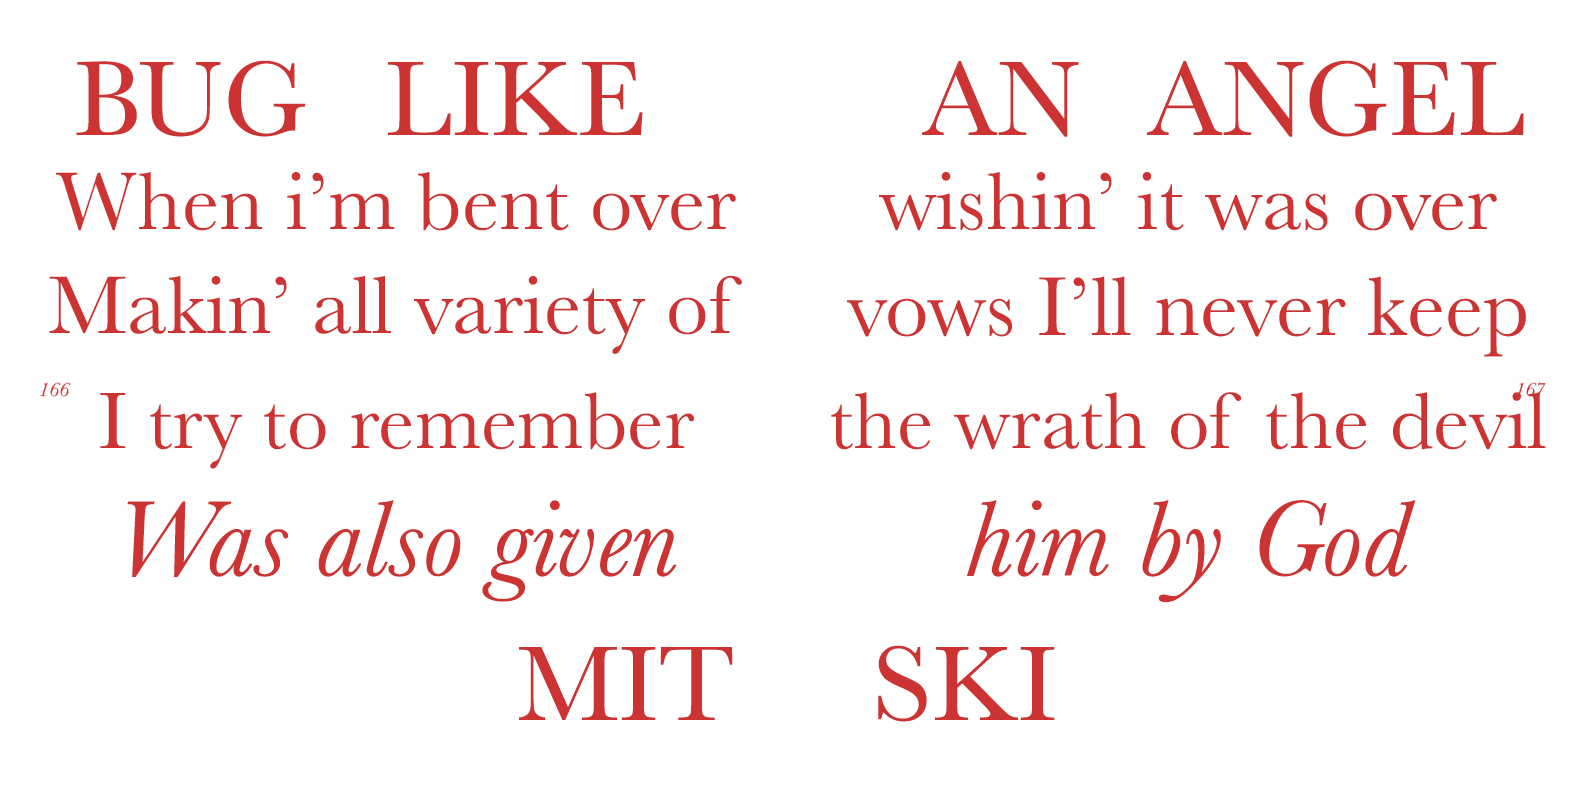 BUG LIKE AN ANGEL
When i’m bent over wishin’ it was over
Makin’ all variety of vows I’ll never keep
166
167
I try to remember the wrath of the devil
Was also given him by God
MIT SKI